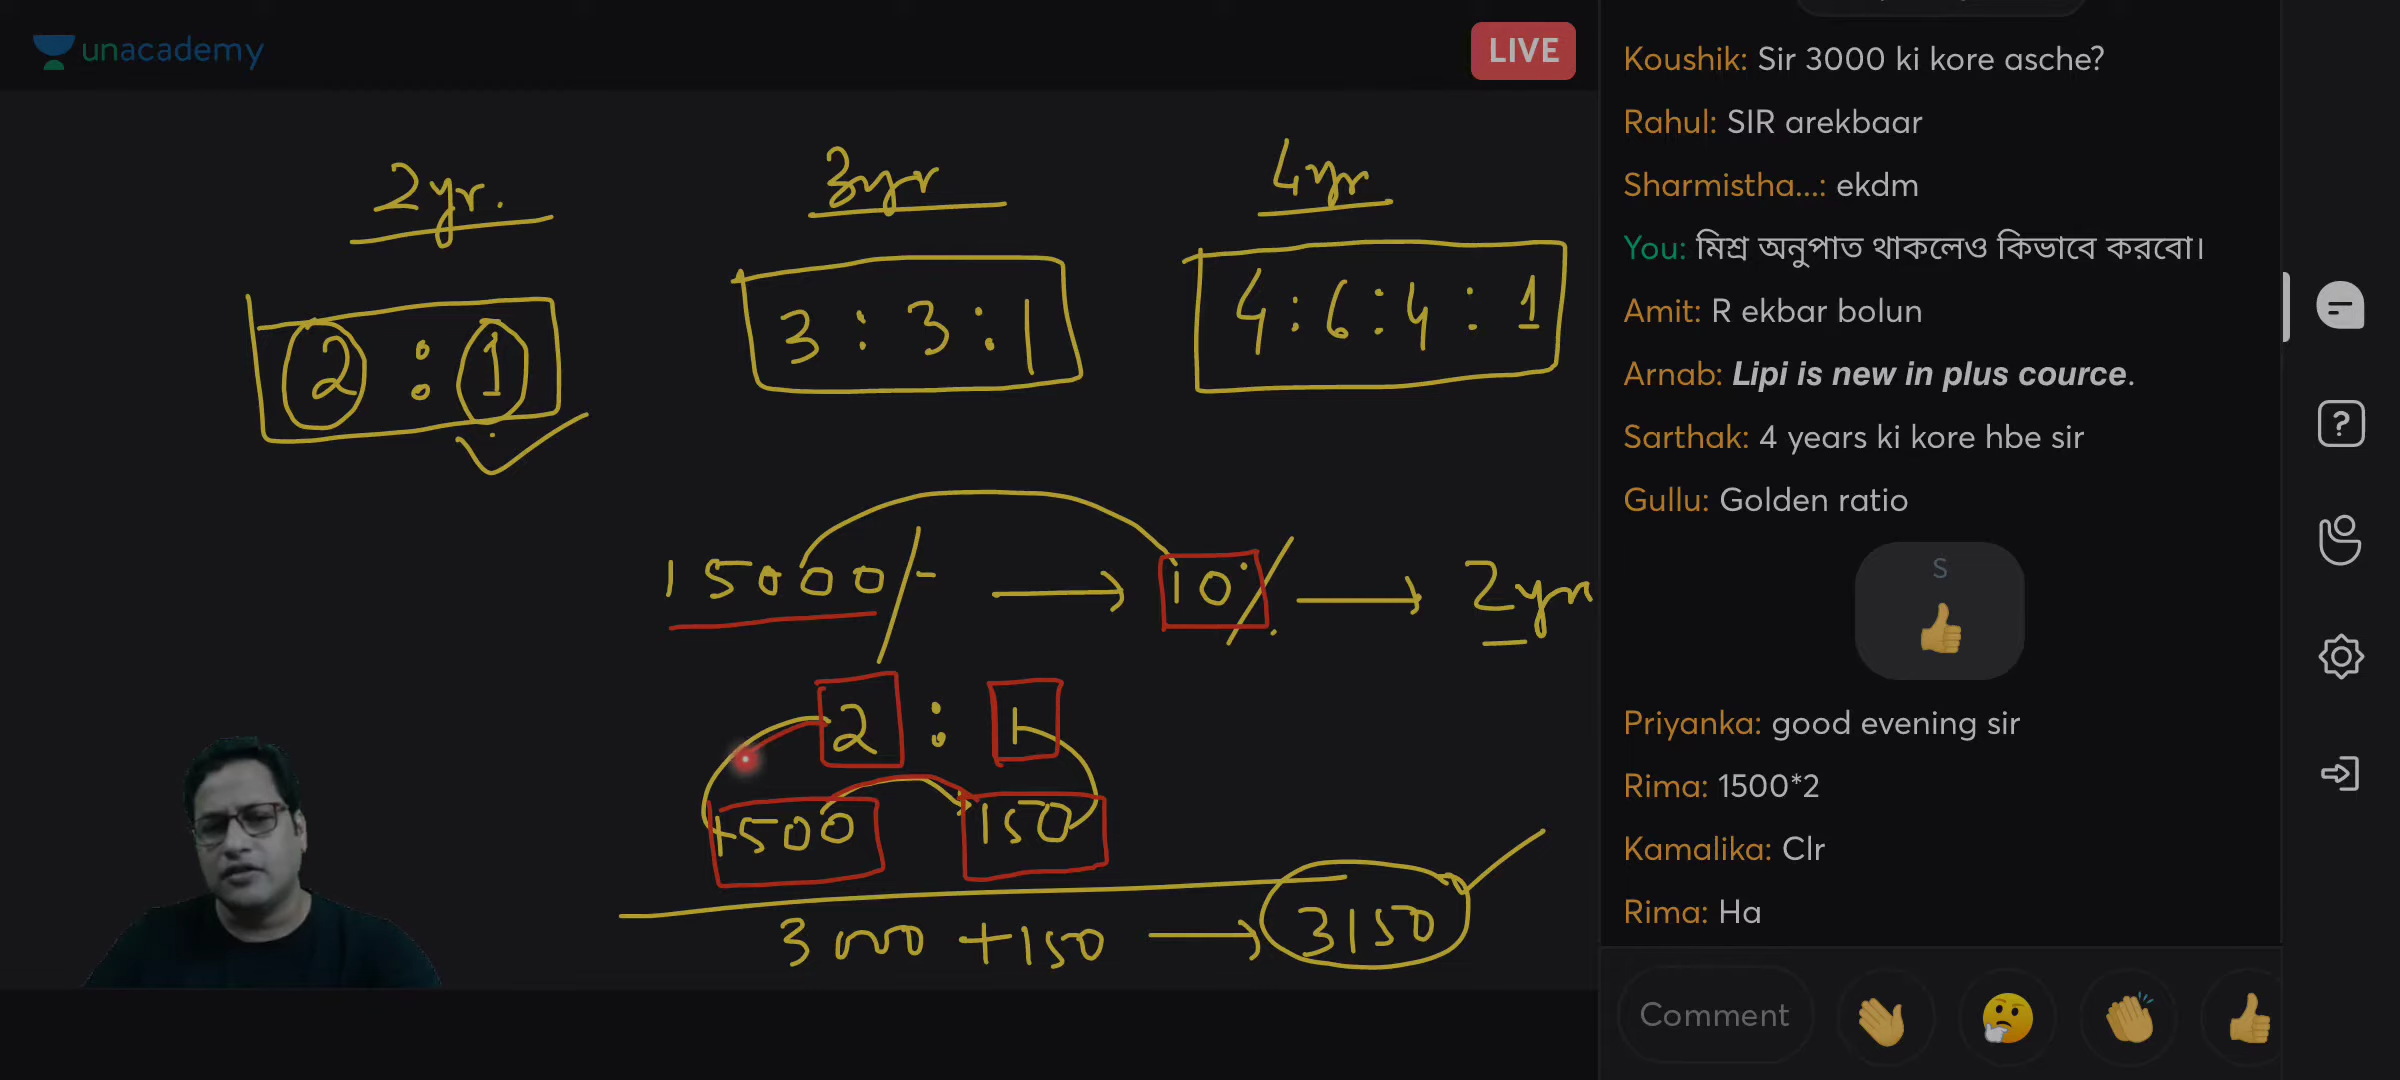 unacademy
LIVE
2yr.
3yr
4yr
2 : 1
3 : 3 : 1
4 : 6 : 4 : 1
15000/- → 10% → 2yr
2 : 1
1500 150
3000 + 150 → 3150
Koushik: Sir 3000 ki kore asche?
Rahul: SIR arekbaar
Sharmistha...: ekdm
You: মিশ্র অনুপাত থাকলেও কিভাবে করবো।
Amit: R ekbar bolun
Arnab: Lipi is new in plus cource.
Sarthak: 4 years ki kore hbe sir
Gullu: Golden ratio
S
Priyanka: good evening sir
Rima: 1500*2
Kamalika: Clr
Rima: Ha
Comment